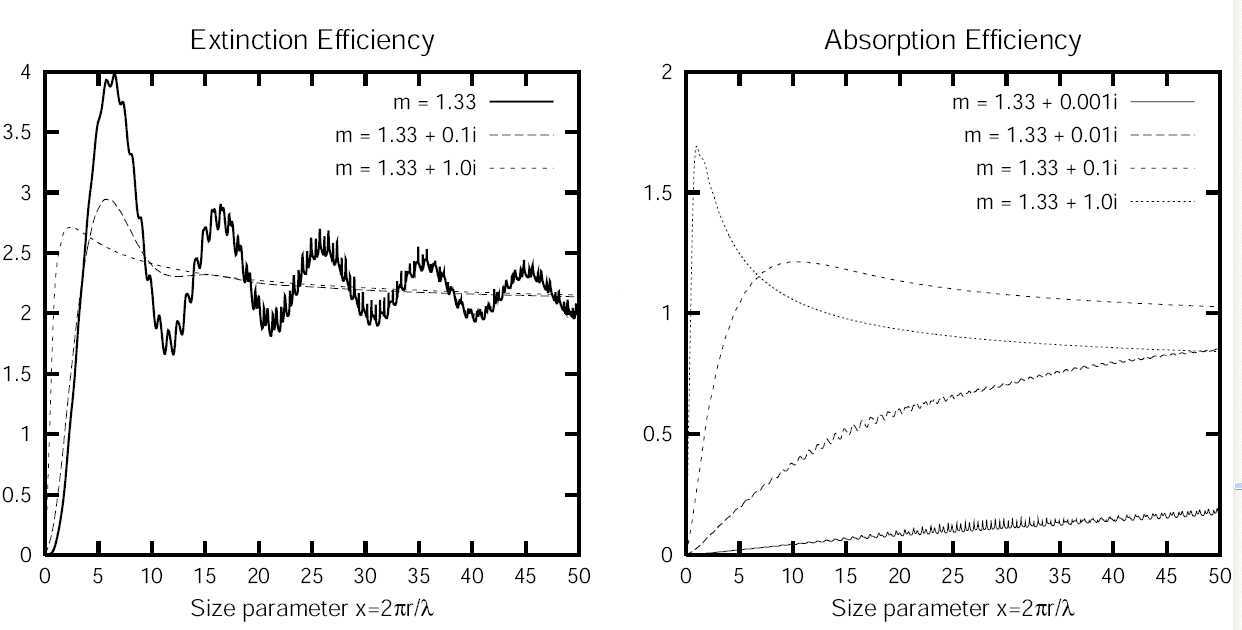 Extinction Efficiency
4
3.5
3
2.5
2
1.5
1
0.5
0
m = 1.33
m = 1.33 + 0.1i
m = 1.33 + 1.0i
0 5 10 15 20 25 30 35 40 45 50
Size parameter x=2πr/λ
Absorption Efficiency
2
1.5
1
0.5
0
m = 1.33 + 0.001i
m = 1.33 + 0.01i
m = 1.33 + 0.1i
m = 1.33 + 1.0i
0 5 10 15 20 25 30 35 40 45 50
Size parameter x=2πr/λ